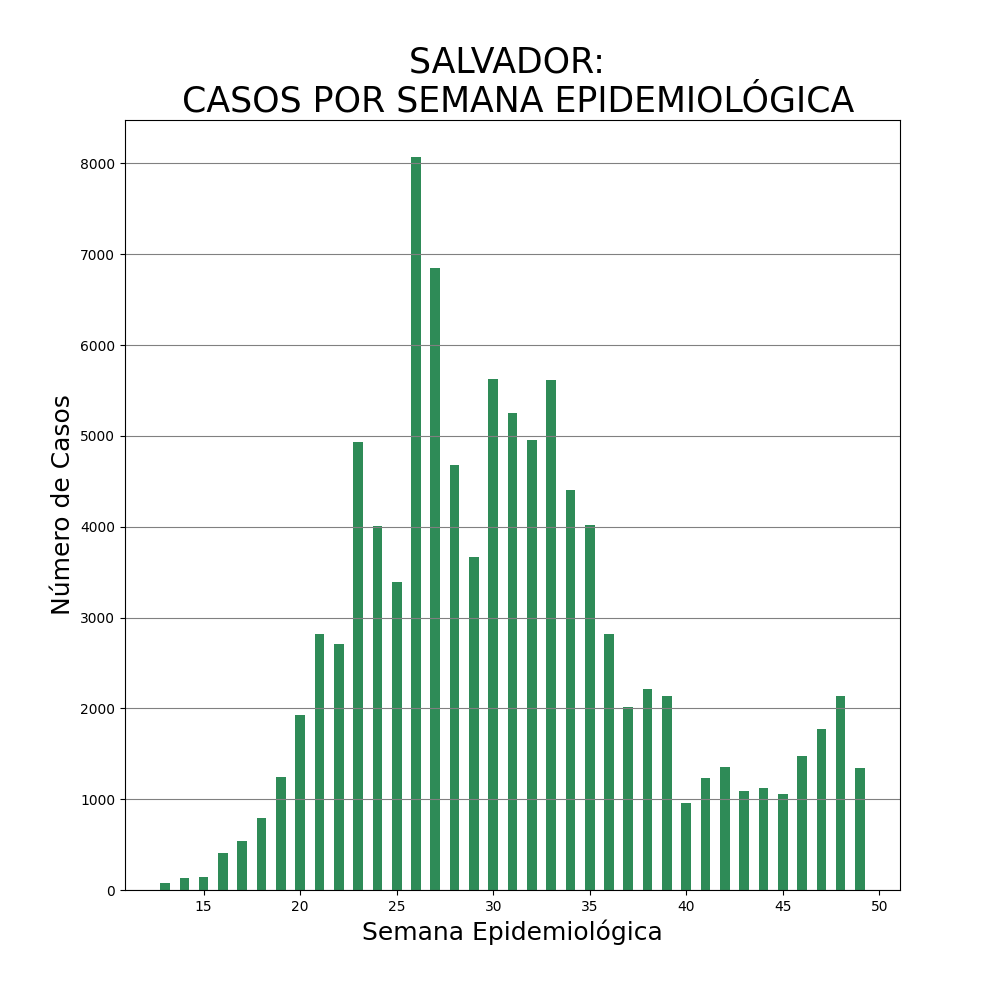 SALVADOR:
CASOS POR SEMANA EPIDEMIOLÓGICA
8000
7000
6000
5000
4000
3000
2000
1000
0
Número de Casos
15 20 25 30 35 40 45 50
Semana Epidemiológica